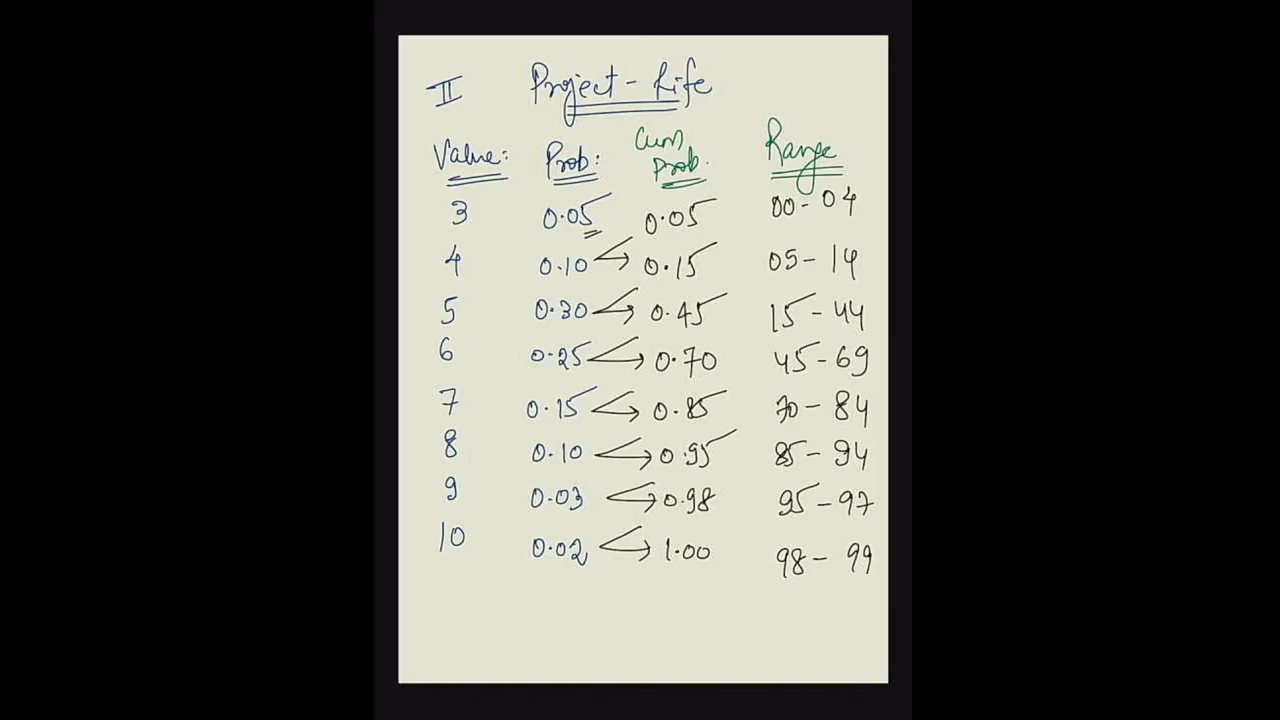 II Project - Life
Value: Prob: Cum Prob. Range
3 0.05 0.05 00 - 04
4 0.10 0.15 05 - 14
5 0.30 0.45 15 - 44
6 0.25 0.70 45 - 69
7 0.15 0.85 70 - 84
8 0.10 0.95 85 - 94
9 0.03 0.98 95 - 97
10 0.02 1.00 98 - 99